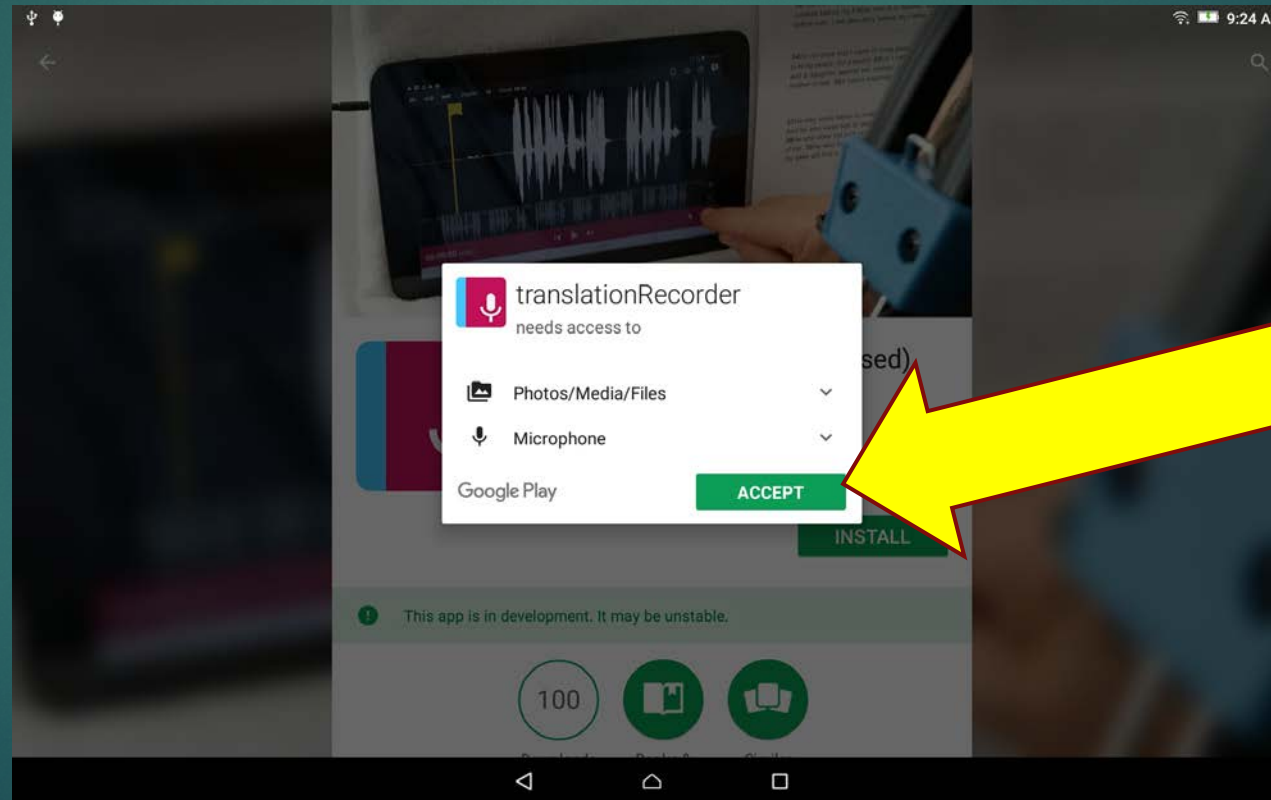 9:24 A
translationRecorder
needs access to
sed)
Photos/Media/Files
Microphone
Google Play
ACCEPT
INSTALL
This app is in development. It may be unstable.
100